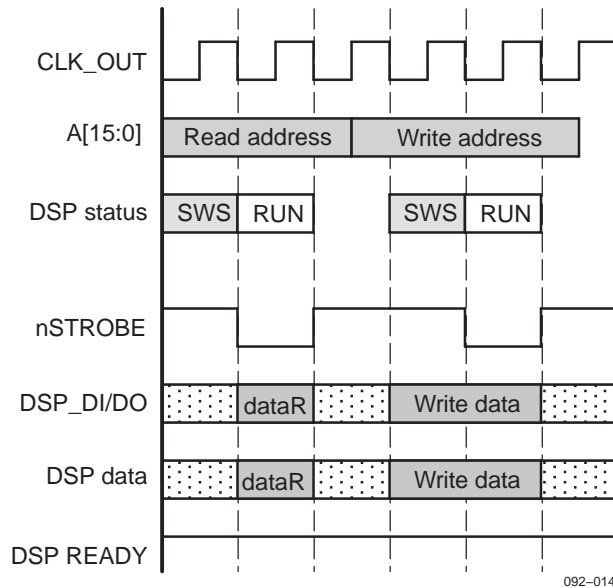 CLK_OUT
A[15:0] Read address Write address
DSP status SWS RUN SWS RUN
nSTROBE
DSP_DI/DO dataR Write data
DSP data dataR Write data
DSP READY
092–014